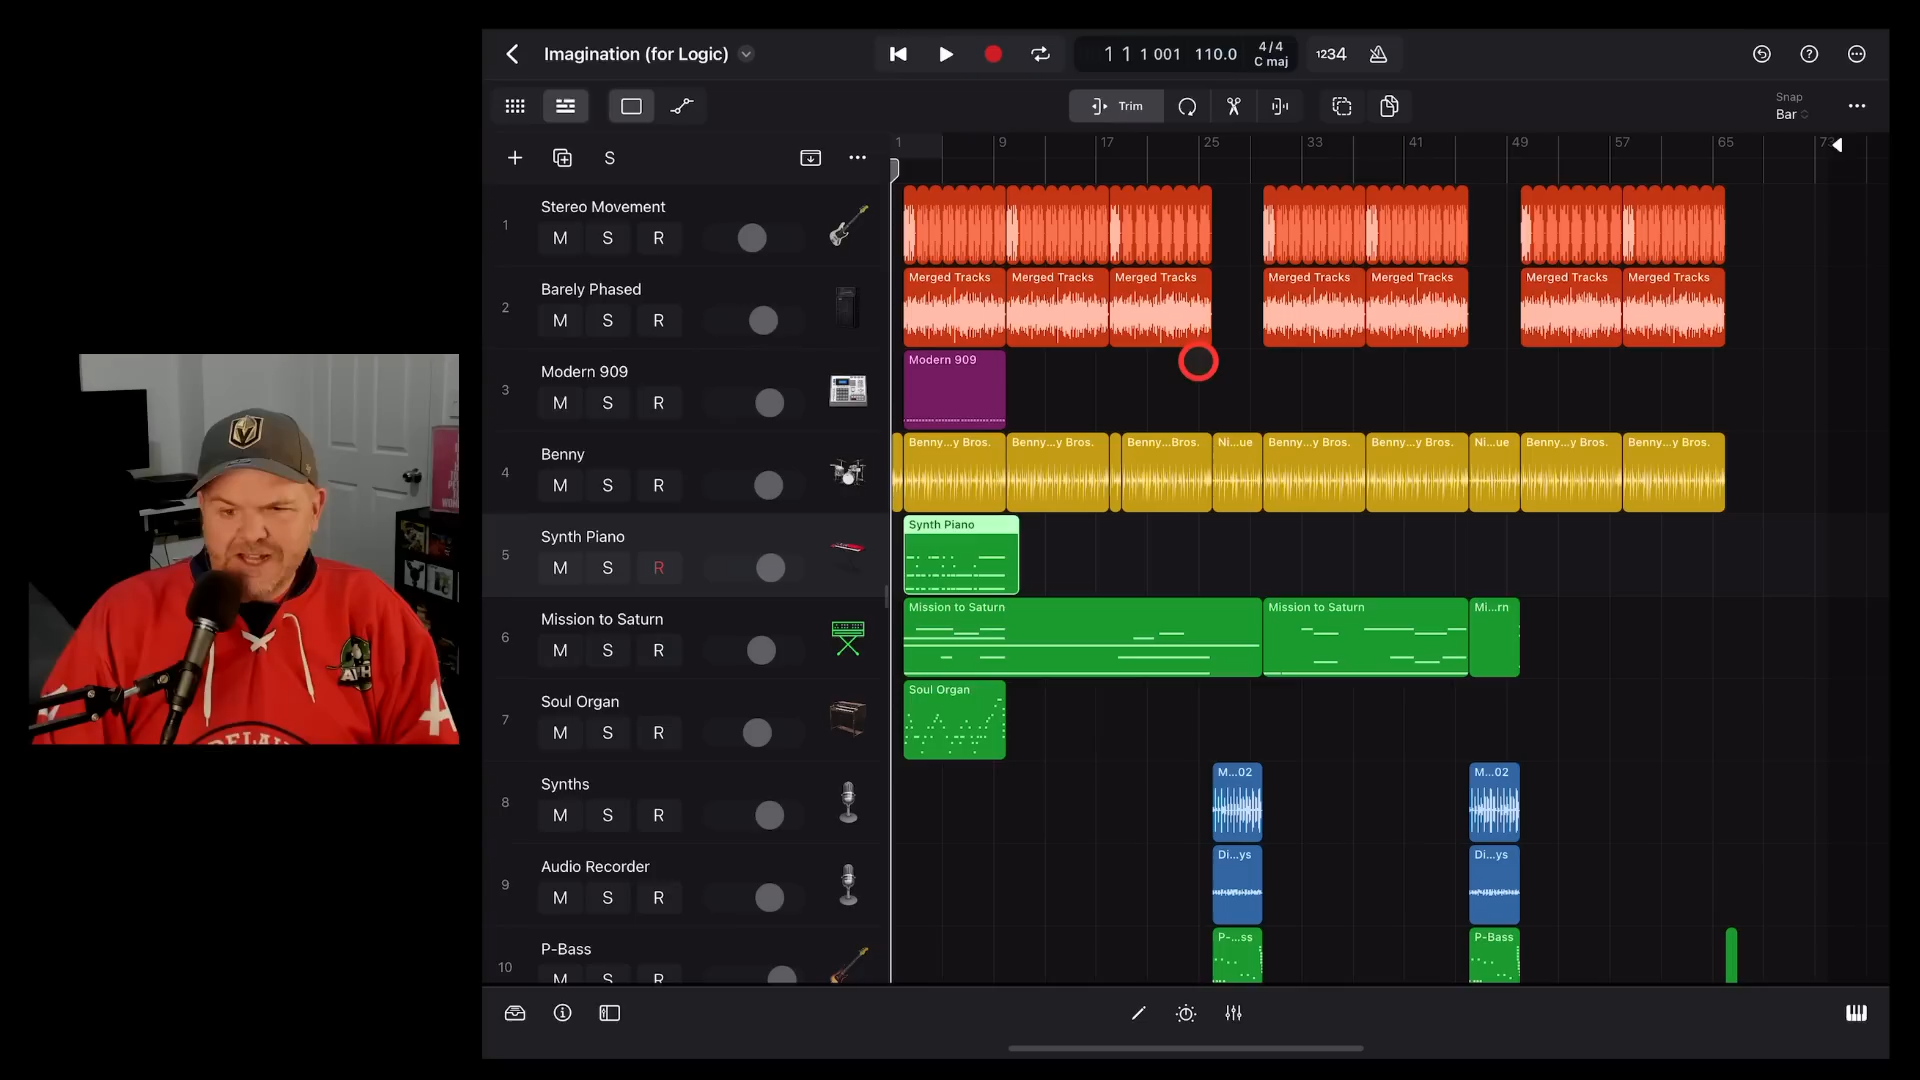 Imagination (for Logic)
1 1 1 001 110.0 4/4 C maj
1234
Trim
Snap
Bar
S
1 9 17 25 33 41 49 57 65 73
1 Stereo Movement
M S R
2 Barely Phased
M S R
Merged Tracks Merged Tracks Merged Tracks Merged Tracks Merged Tracks Merged Tracks Merged Tracks
3 Modern 909
M S R
Modern 909
4 Benny
M S R
Benny...y Bros. Benny...y Bros. Benny...Bros. Ni...ue Benny...y Bros. Benny...y Bros. Ni...ue Benny...y Bros. Benny...y Bros.
5 Synth Piano
M S R
Synth Piano
6 Mission to Saturn
M S R
Mission to Saturn Mission to Saturn Mi...rn
7 Soul Organ
M S R
Soul Organ
8 Synths
M S R
M...02 M...02
9 Audio Recorder
M S R
Di...ys Di...ys
10 P-Bass
M S R
P-...ss P-Bass